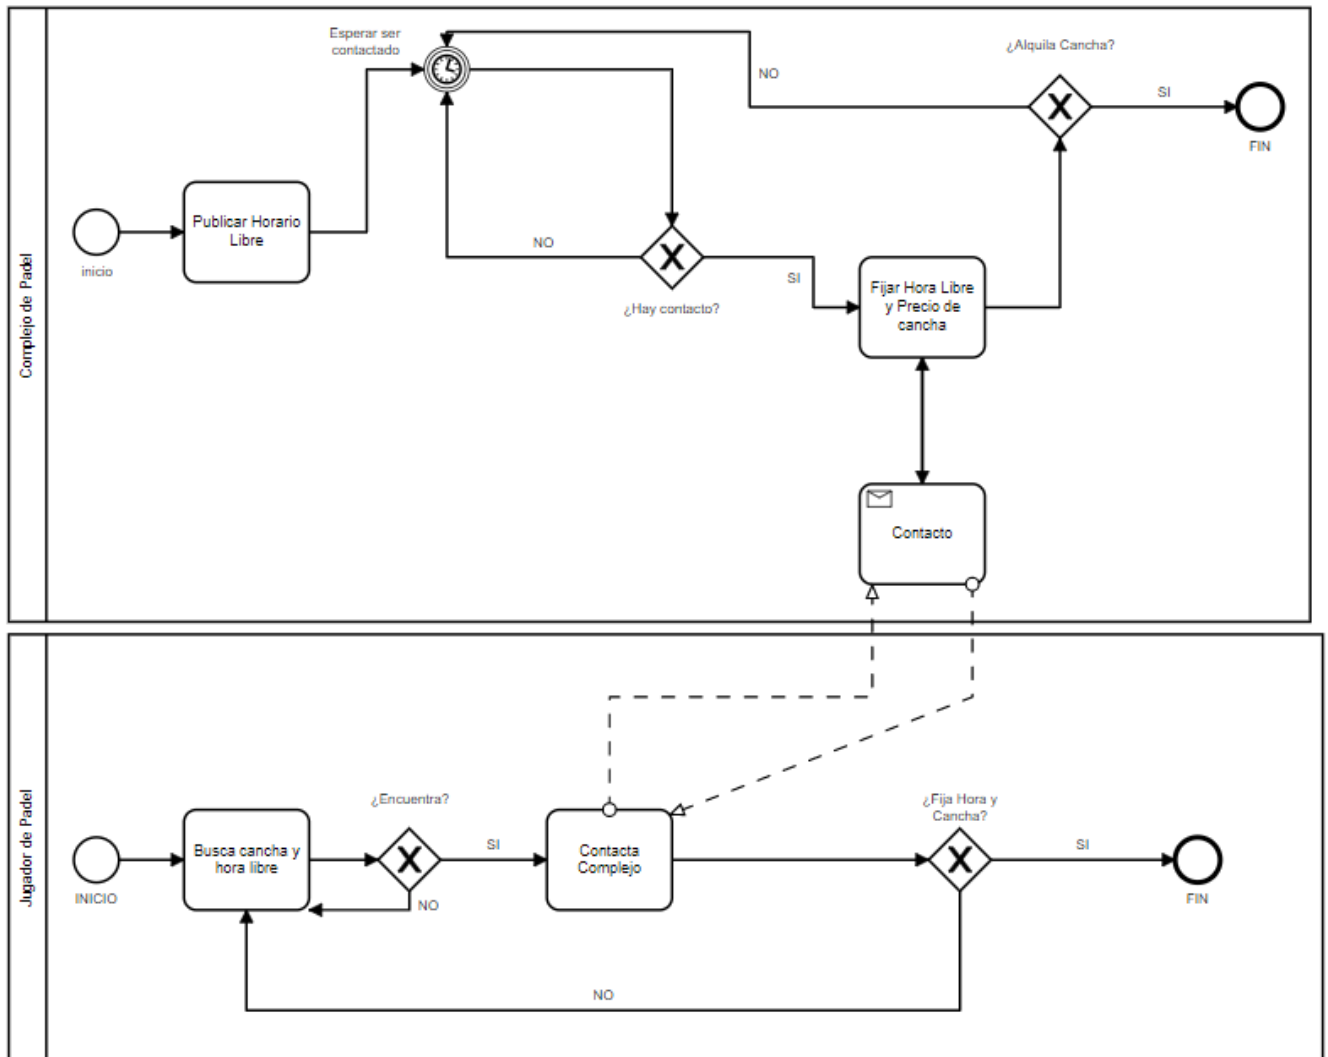 Complejo de Padel
Esperar ser
contactado
¿Alquila Cancha?
NO
SI
FIN
Publicar Horario
Libre
inicio
NO
SI
¿Hay contacto?
Fijar Hora Libre
y Precio de
cancha
Contacto
Jugador de Padel
¿Encuentra?
¿Fija Hora y
Cancha?
INICIO
Busca cancha y
hora libre
SI
NO
Contacta
Complejo
SI
FIN
NO